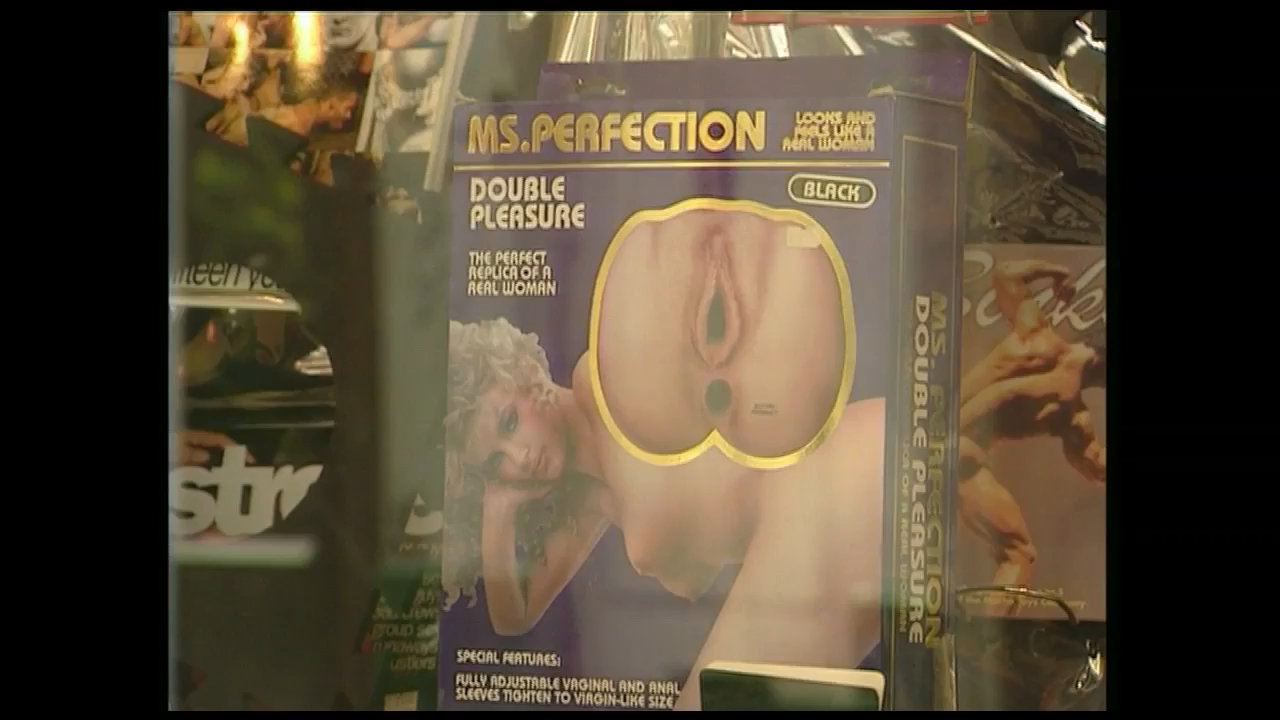 MS.PERFECTION
LOOKS AND
FEELS LIKE A
REAL WOMAN
DOUBLE
PLEASURE
BLACK
THE PERFECT
REPLICA OF A
REAL WOMAN
SPECIAL FEATURES:
FULLY ADJUSTABLE VAGINAL AND ANAL
SLEEVES TIGHTEN TO VIRGIN-LIKE SIZE
MS. PERFECTION
DOUBLE PLEASURE
str